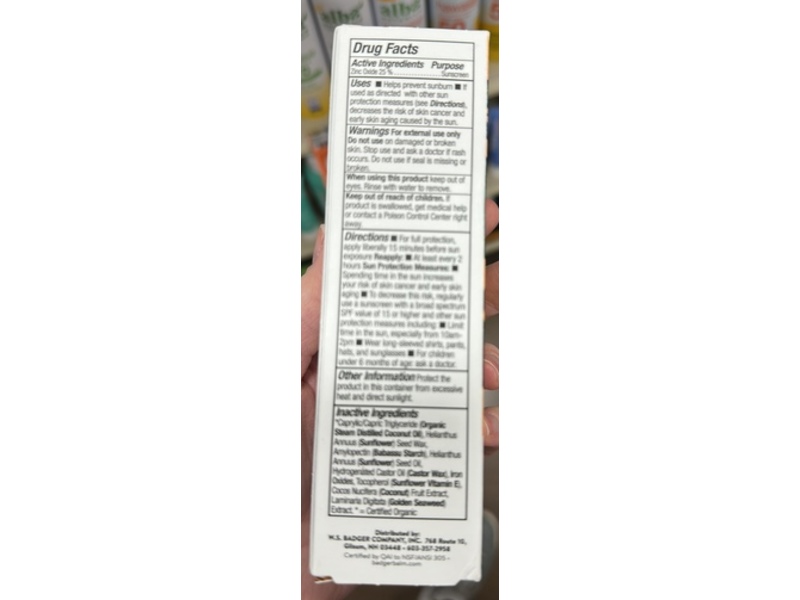 alba
alba
50
Drug Facts
Active Ingredients Purpose
Zinc Oxide 25 % Sunscreen
Uses ■ Helps prevent sunburn ■ If
used as directed with other sun
protection measures (see Directions),
decreases the risk of skin cancer and
early skin aging caused by the sun.
Warnings For external use only
Do not use on damaged or broken
skin. Stop use and ask a doctor if rash
occurs. Do not use if seal is missing or
broken.
When using this product keep out of
eyes. Rinse with water to remove.
Keep out of reach of children. If
product is swallowed, get medical help
or contact a Poison Control Center right
away.
Directions ■ For full protection,
apply liberally 15 minutes before sun
exposure Reapply: ■ At least every 2
hours Sun Protection Measures: ■
Spending time in the sun increases
your risk of skin cancer and early skin
aging ■ To decrease this risk, regularly
use a sunscreen with a broad spectrum
SPF value of 15 or higher and other sun
protection measures including: ■ Limit
time in the sun, especially from 10am-
2pm ■ Wear long-sleeved shirts, pants,
hats, and sunglasses ■ For children
under 6 months of age: ask a doctor.
Other Information Protect the
product in this container from excessive
heat and direct sunlight.
Inactive Ingredients
*Caprylic/Capric Triglyceride (Organic
Steam Distilled Coconut Oil), Helianthus
Annuus (Sunflower) Seed Wax,
Amylopectin (Babassu Starch), Helianthus
Annuus (Sunflower) Seed Oil,
Hydrogenated Castor Oil (Castor Wax), Iron
Oxides, Tocopherol (Sunflower Vitamin E),
Cocos Nucifera (Coconut) Fruit Extract,
Laminaria Digitata (Golden Seaweed)
Extract. * = Certified Organic
Distributed by:
W.S. BADGER COMPANY, INC. 768 Route 10,
Gilsum, NH 03448 • 603-357-2958
Certified by QAI to NSF/ANSI 305 •
badgerbalm.com